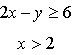 2x − y ≥ 6
x > 2